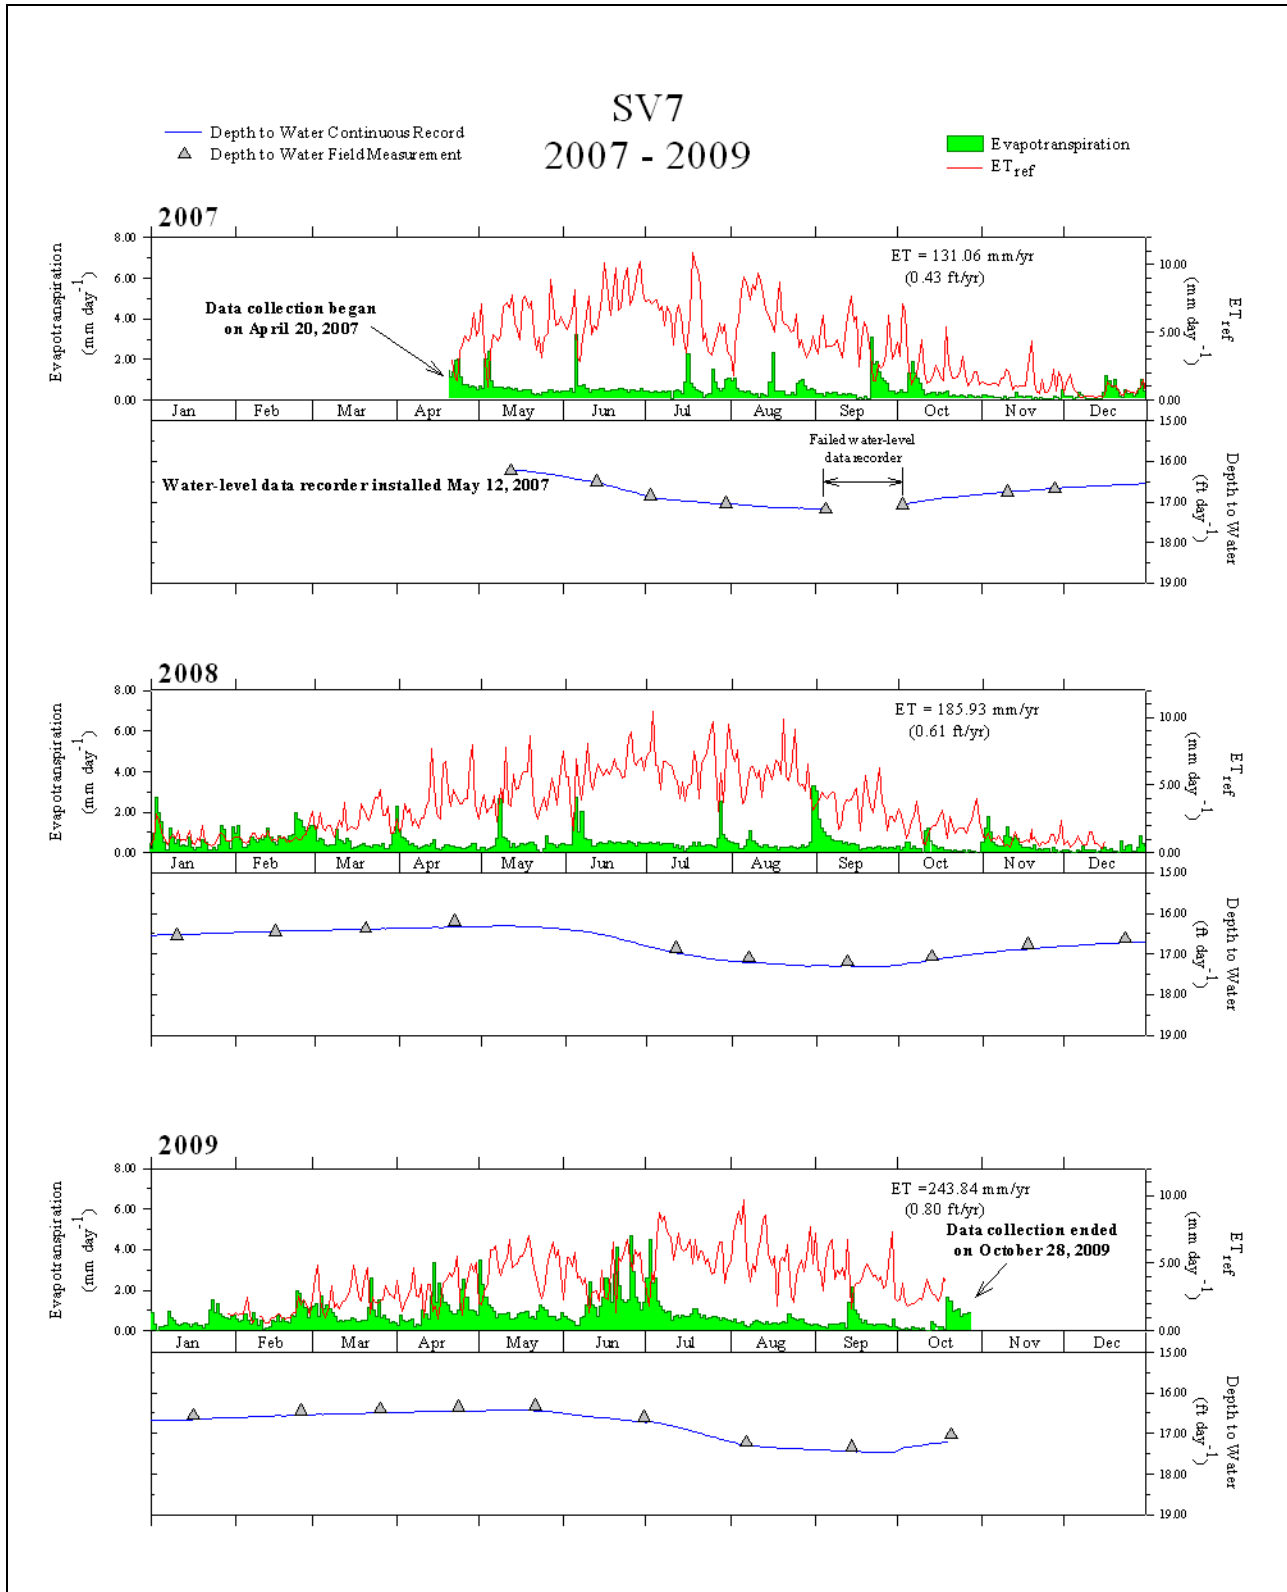 SV7
2007 - 2009
Depth to Water Continuous Record
Depth to Water Field Measurement
Evapotranspiration
ET ref
2007
Evapotranspiration
(mm day -1)
8.00
6.00
4.00
2.00
0.00
Data collection began
on April 20, 2007
ET = 131.06 mm/yr
(0.43 ft/yr)
10.00
5.00
0.00
ET ref
(mm day -1)
Jan Feb Mar Apr May Jun Jul Aug Sep Oct Nov Dec
Water-level data recorder installed May 12, 2007
Failed water-level
data recorder
15.00
16.00
17.00
18.00
19.00
Depth to Water
(ft day -1)
2008
Evapotranspiration
(mm day -1)
8.00
6.00
4.00
2.00
0.00
ET = 185.93 mm/yr
(0.61 ft/yr)
10.00
5.00
0.00
ET ref
(mm day -1)
Jan Feb Mar Apr May Jun Jul Aug Sep Oct Nov Dec
15.00
16.00
17.00
18.00
19.00
Depth to Water
(ft day -1)
2009
Evapotranspiration
(mm day -1)
8.00
6.00
4.00
2.00
0.00
ET =243.84 mm/yr
(0.80 ft/yr)
Data collection ended
on October 28, 2009
10.00
5.00
0.00
ET ref
(mm day -1)
Jan Feb Mar Apr May Jun Jul Aug Sep Oct Nov Dec
15.00
16.00
17.00
18.00
19.00
Depth to Water
(ft day -1)